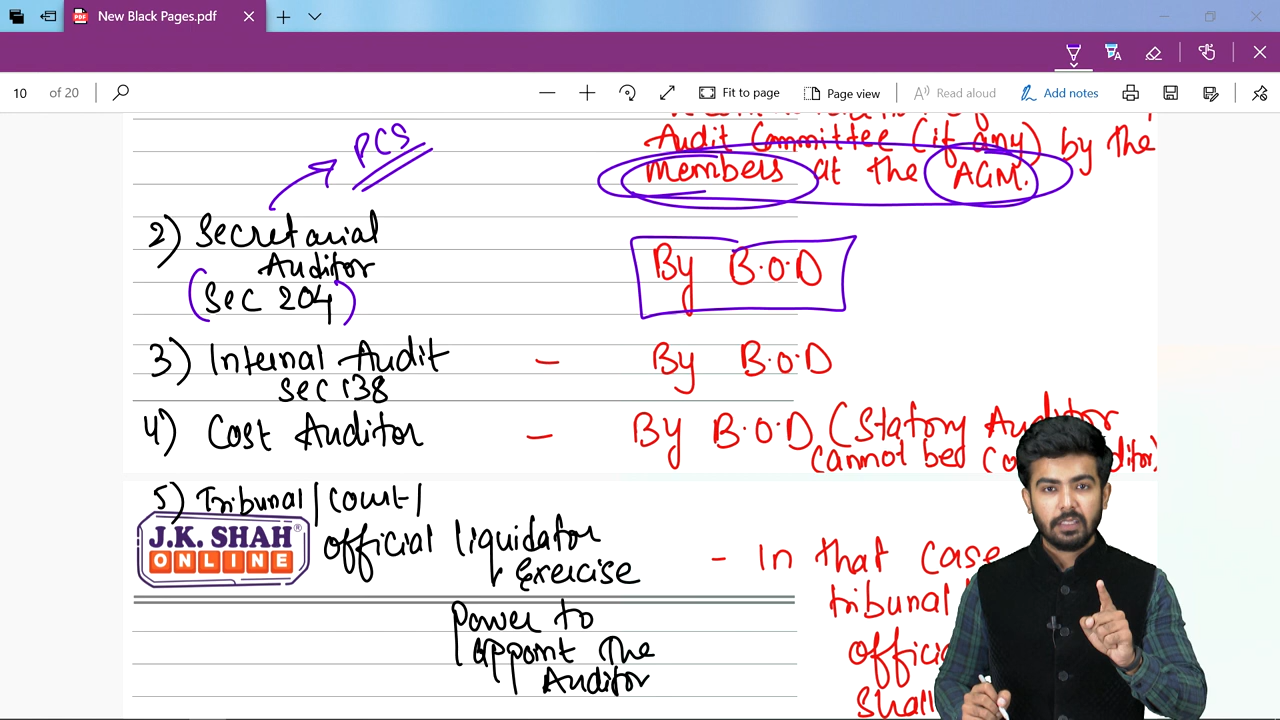 New Black Pages.pdf
10 of 20
Fit to page
Page view
Read aloud
Add notes
Audit Committee (if any) by the
members at the AGM.
PCS
2) Secretarial
Auditor
(Sec 204)
By B.O.D
3) Internal Audit - By B.O.D
Sec 138
4) Cost Auditor - By B.O.D (Statory Auditor
cannot be
5) Tribunal/Court/
official liquidator
Exercise
power to
appoint the
Auditor
- In that case
tribunal
shall
J.K. SHAH®
ONLINE